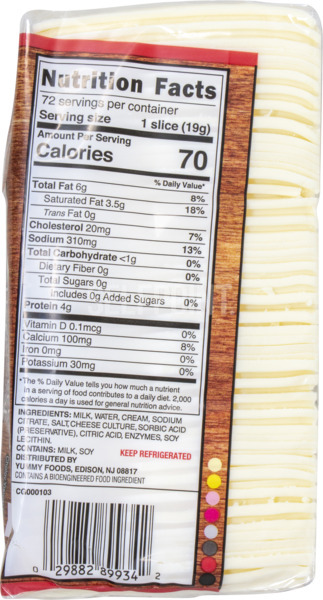 Nutrition Facts
72 servings per container
Serving size 1 slice (19g)
Amount Per Serving
Calories 70
% Daily Value*
Total Fat 6g 8%
Saturated Fat 3.5g 18%
Trans Fat 0g
Cholesterol 20mg 7%
Sodium 310mg 13%
Total Carbohydrate <1g 0%
Dietary Fiber 0g 0%
Total Sugars 0g
Includes 0g Added Sugars 0%
Protein 4g
Vitamin D 0.1mcg 0%
Calcium 100mg 8%
Iron 0mg 0%
Potassium 30mg 0%
*The % Daily Value tells you how much a nutrient
in a serving of food contributes to a daily diet. 2,000
calories a day is used for general nutrition advice.
INGREDIENTS: MILK, WATER, CREAM, SODIUM
CITRATE, SALT, CHEESE CULTURE, SORBIC ACID
(PRESERVATIVE), CITRIC ACID, ENZYMES, SOY
LECITHIN.
CONTAINS: MILK, SOY
KEEP REFRIGERATED
DISTRIBUTED BY
YUMMY FOODS, EDISON, NJ 08817
CONTAINS A BIOENGINEERED FOOD INGREDIENT
0 29882 89934 2